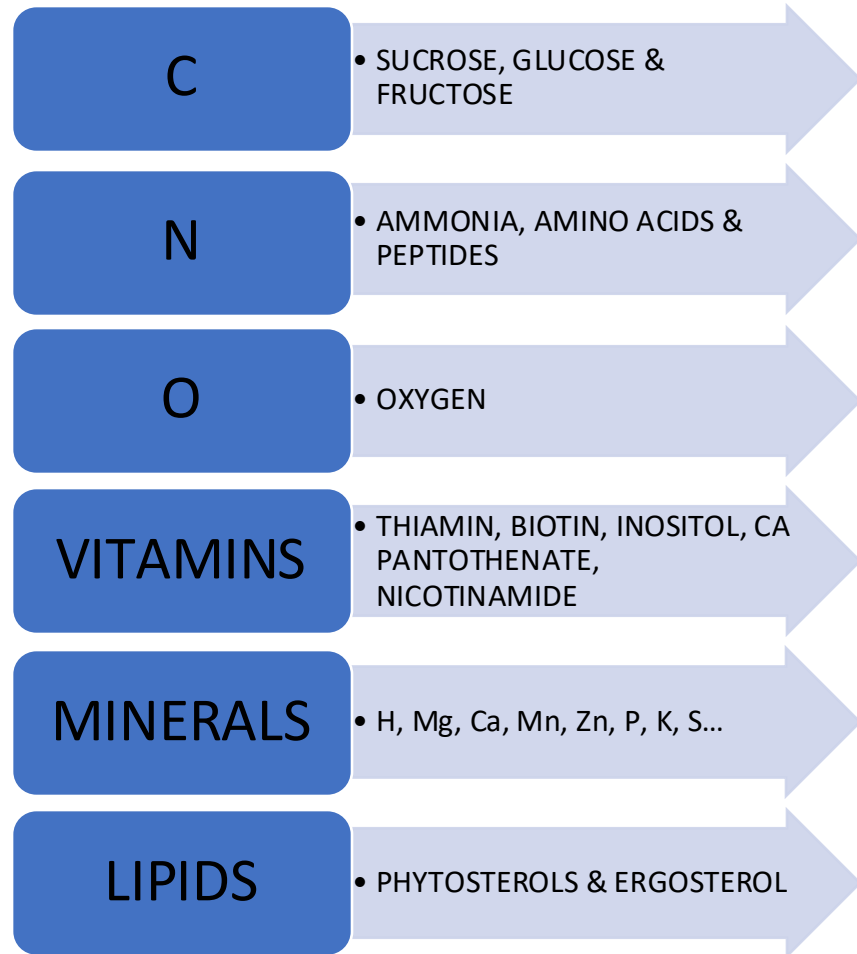 C
• SUCROSE, GLUCOSE &
FRUCTOSE
N
• AMMONIA, AMINO ACIDS &
PEPTIDES
O
• OXYGEN
VITAMINS
• THIAMIN, BIOTIN, INOSITOL, CA
PANTOTHENATE,
NICOTINAMIDE
MINERALS
• H, Mg, Ca, Mn, Zn, P, K, S…
LIPIDS
• PHYTOSTEROLS & ERGOSTEROL